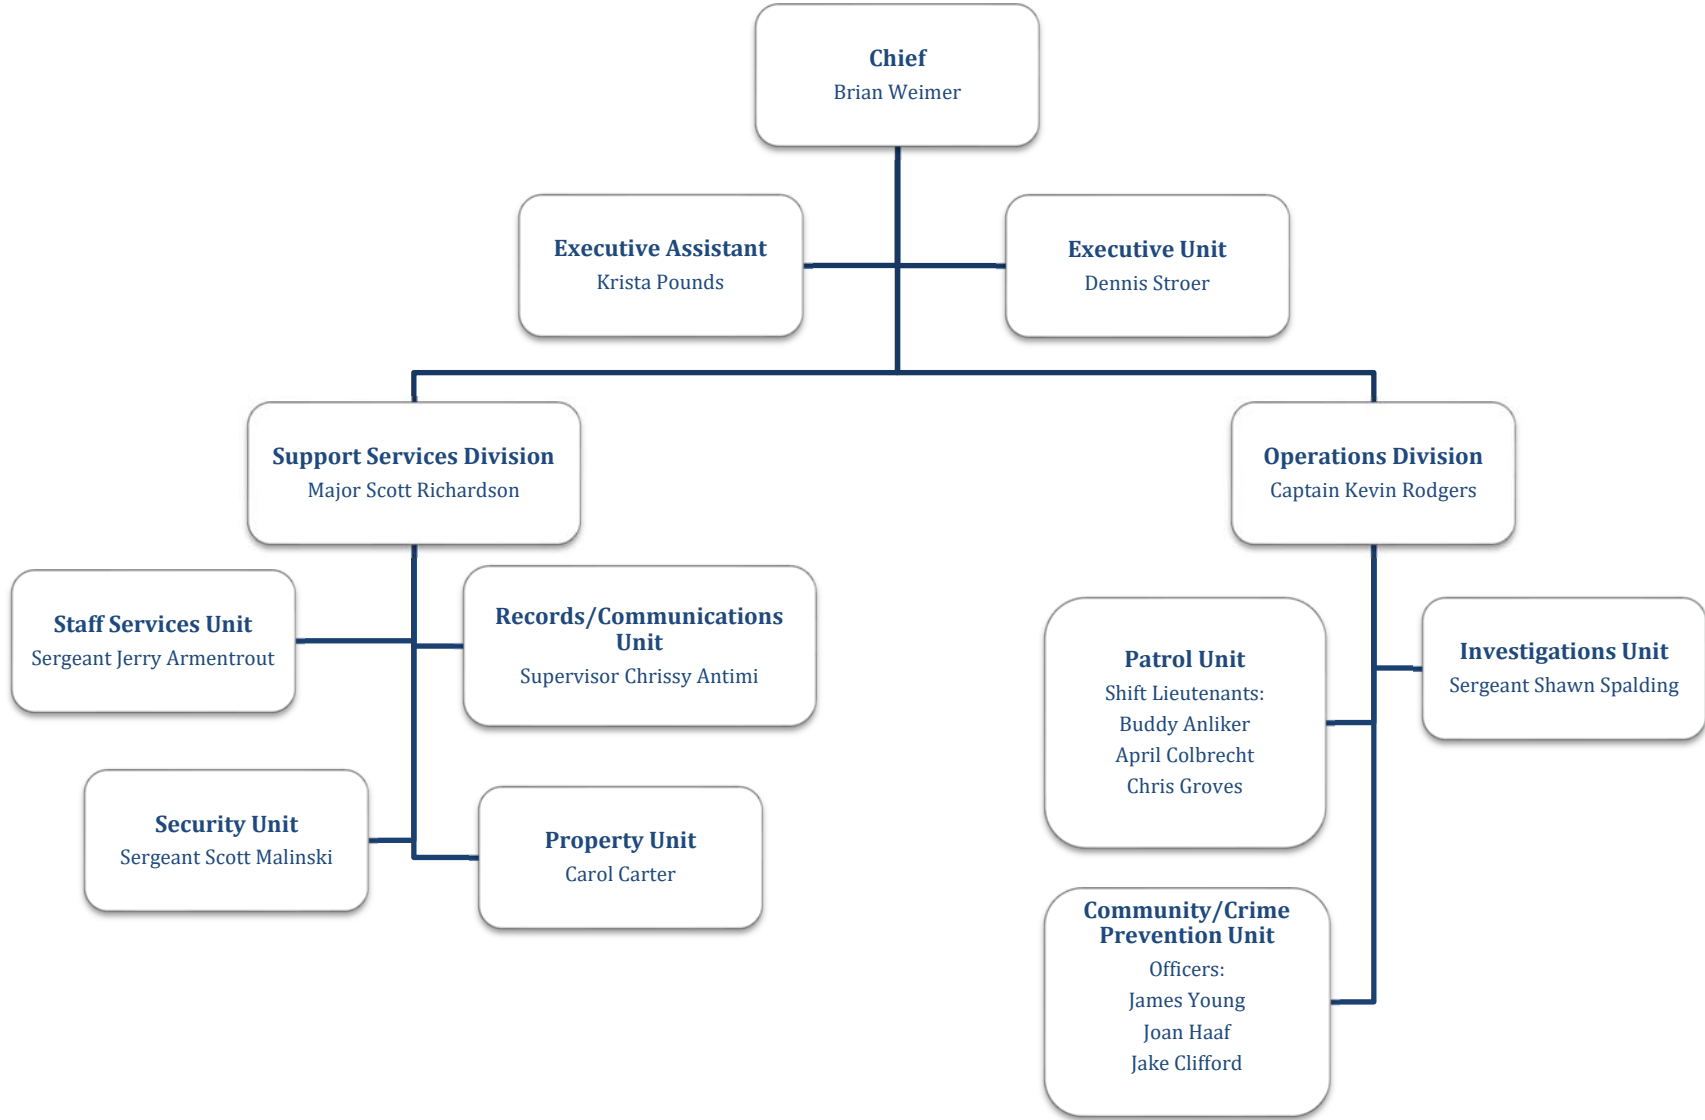 Chief
Brian Weimer
Executive Assistant
Krista Pounds
Executive Unit
Dennis Stroer
Support Services Division
Major Scott Richardson
Operations Division
Captain Kevin Rodgers
Staff Services Unit
Sergeant Jerry Armentrout
Records/Communications
Unit
Supervisor Chrissy Antimi
Security Unit
Sergeant Scott Malinski
Property Unit
Carol Carter
Patrol Unit
Shift Lieutenants:
Buddy Anliker
April Colbrecht
Chris Groves
Investigations Unit
Sergeant Shawn Spalding
Community/Crime
Prevention Unit
Officers:
James Young
Joan Haaf
Jake Clifford